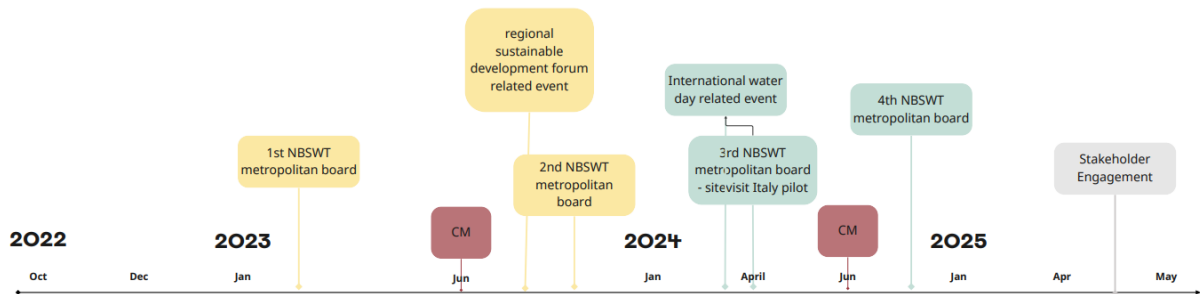 regional
sustainable
development forum
related event
International water
day related event
4th NBSWT
metropolitan board
1st NBSWT
metropolitan board
2nd NBSWT
metropolitan
board
3rd NBSWT
metropolitan board
- sitevisit Italy pilot
Stakeholder
Engagement
CM
CM
2022
2023
2024
2025
Oct
Dec
Jan
Jun
Jan
April
Jun
Jan
Apr
May